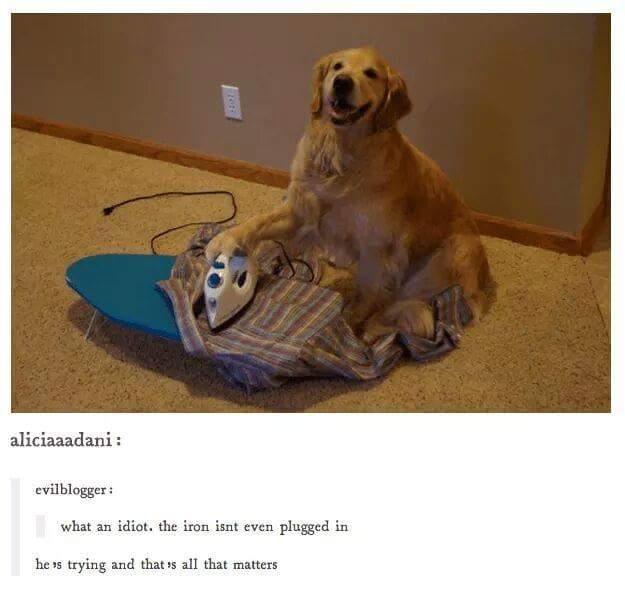 aliciaaadani:
evilblogger:
what an idiot. the iron isnt even plugged in
he's trying and that's all that matters